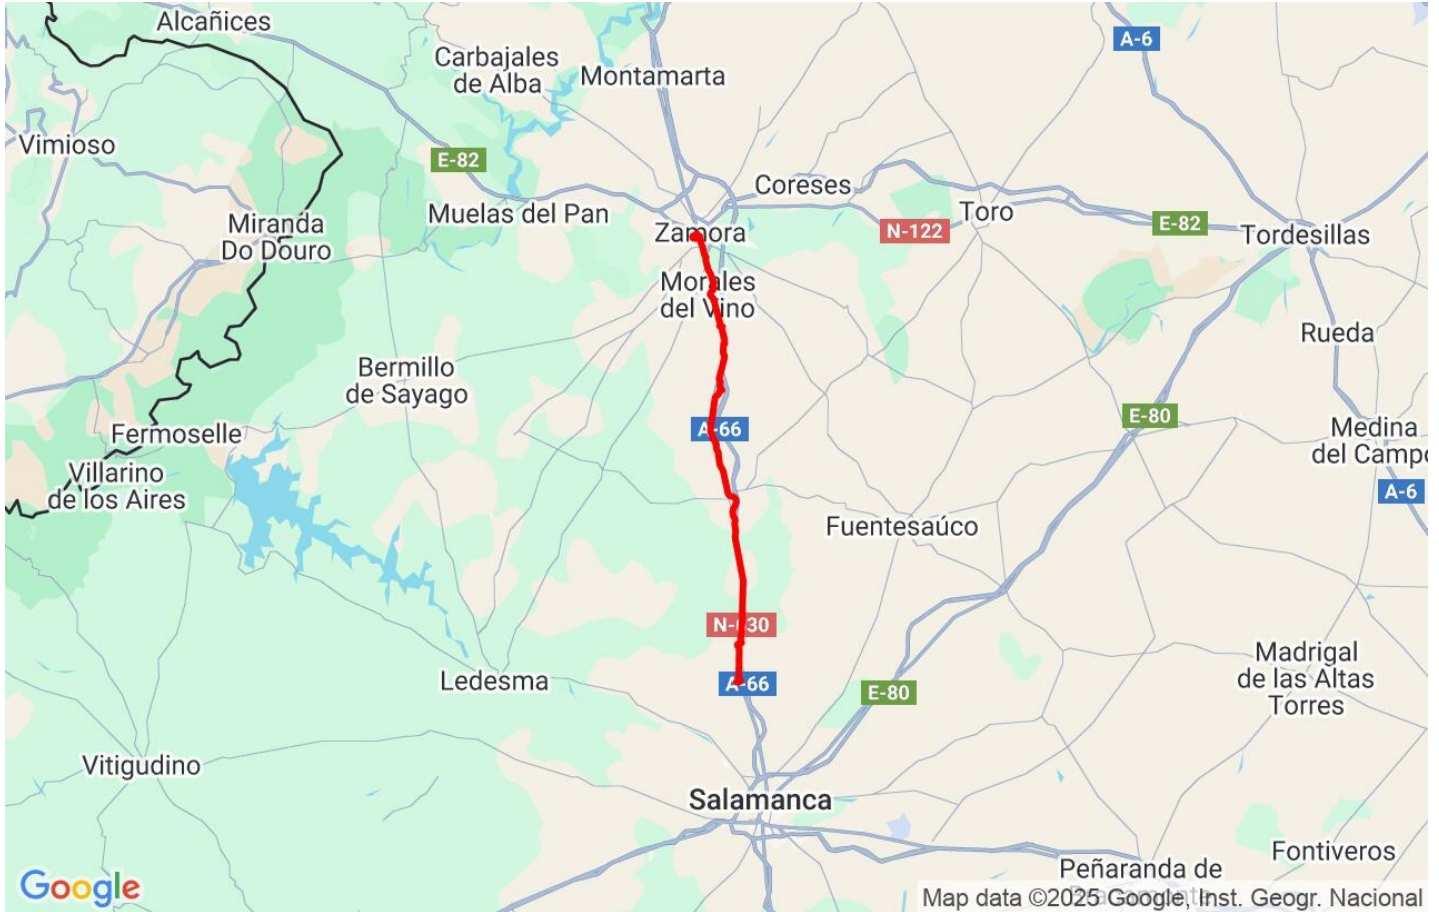 Alcañices
A-6
Carbajales
de Alba
Montamarta
Vimioso
E-82
Coreses
Muelas del Pan
Toro
Miranda
Do Douro
Zamora
N-122
E-82
Tordesillas
Morales
del Vino
Rueda
Bermillo
de Sayago
E-80
Fermoselle
A-66
Medina
del Campo
Villarino
de los Aires
A-6
Fuentesaúco
N-630
Madrigal
de las Altas
Torres
Ledesma
A-66
E-80
Vitigudino
Salamanca
Fontiveros
Peñaranda de
Bracamonte
Google
Map data ©2025 Google, Inst. Geogr. Nacional